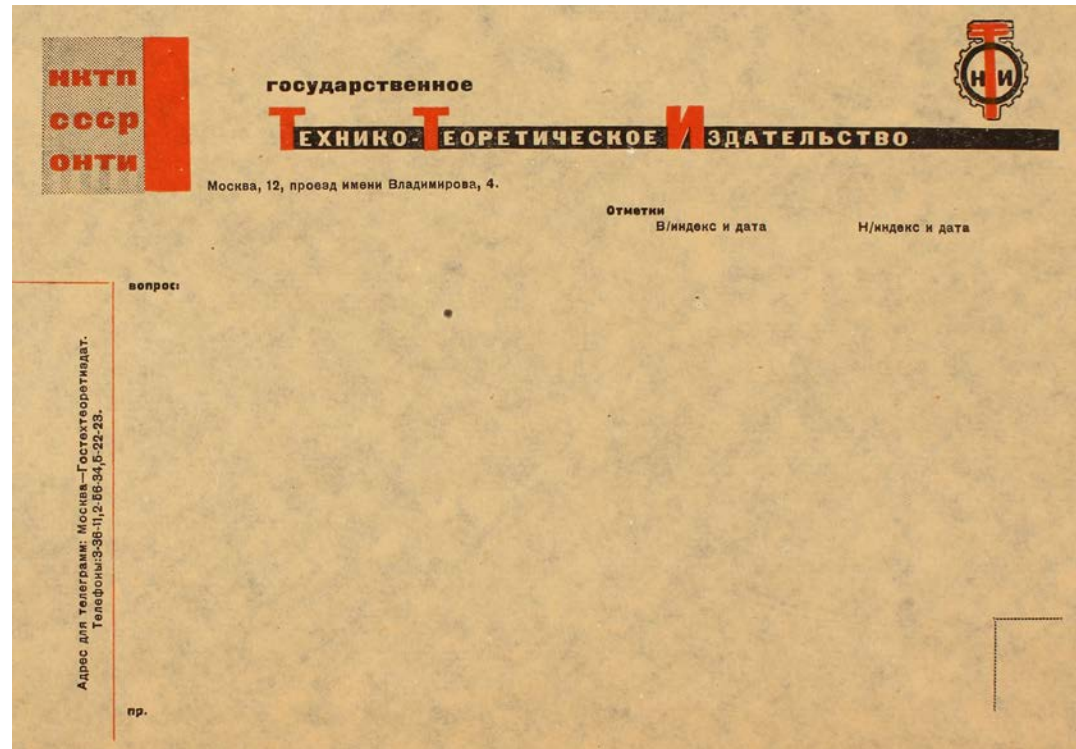 НКТП
СССР
ОНТИ
государственное
ТЕХНИКО-ТЕОРЕТИЧЕСКОЕ ИЗДАТЕЛЬСТВО
Т
Н И
Москва, 12, проезд имени Владимирова, 4.
Отметки
В/индекс и дата Н/индекс и дата
вопрос:
Адрес для телеграмм: Москва—Гостехтеоретиздат.
Телефоны:3-36-11,2-56-34,5-22-23.
пр.